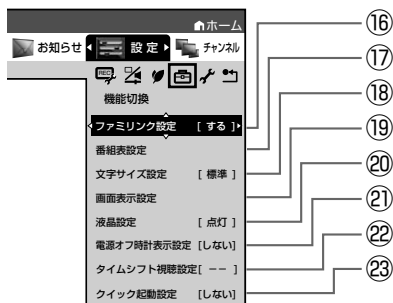 ホーム
お知らせ 設定 チャンネル
REC
機能切換
ファミリンク設定 [ する ] ⑯
番組表設定 ⑰
文字サイズ設定 [ 標準 ] ⑱
画面表示設定 ⑲
液晶設定 [ 点灯 ] ⑳
電源オフ時計表示設定 [しない] ㉑
タイムシフト視聴設定[ −− ] ㉒
クイック起動設定 [しない] ㉓